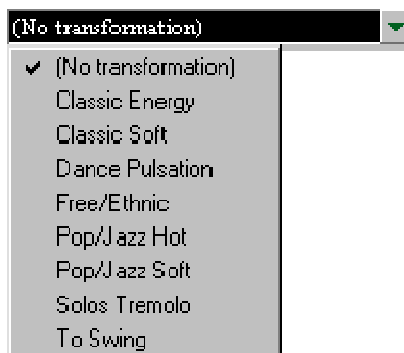 (No transformation)
(No transformation)
Classic Energy
Classic Soft
Dance Pulsation
Free/Ethnic
Pop/Jazz Hot
Pop/Jazz Soft
Solos Tremolo
To Swing